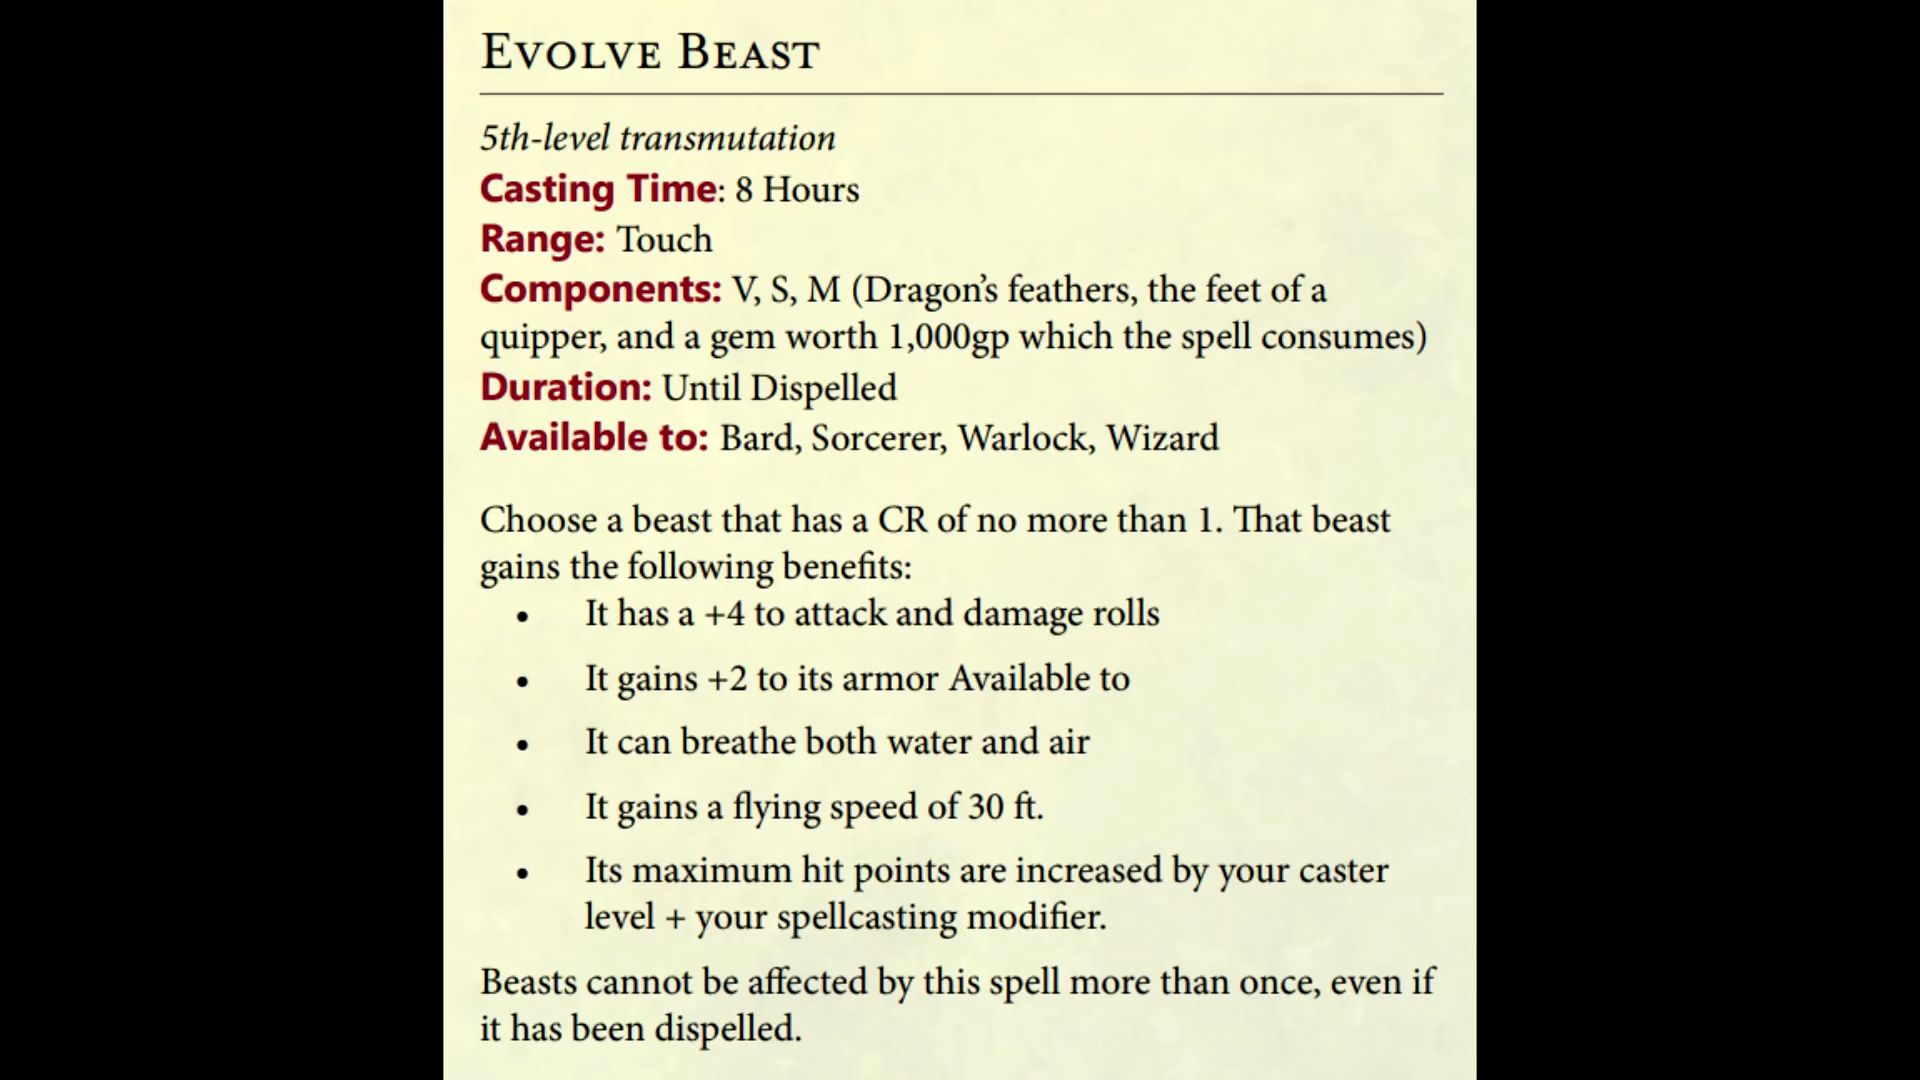 Evolve Beast
5th-level transmutation
Casting Time: 8 Hours
Range: Touch
Components: V, S, M (Dragon's feathers, the feet of a
quipper, and a gem worth 1,000gp which the spell consumes)
Duration: Until Dispelled
Available to: Bard, Sorcerer, Warlock, Wizard
Choose a beast that has a CR of no more than 1. That beast
gains the following benefits:
• It has a +4 to attack and damage rolls
• It gains +2 to its armor Available to
• It can breathe both water and air
• It gains a flying speed of 30 ft.
• Its maximum hit points are increased by your caster
level + your spellcasting modifier.
Beasts cannot be affected by this spell more than once, even if
it has been dispelled.